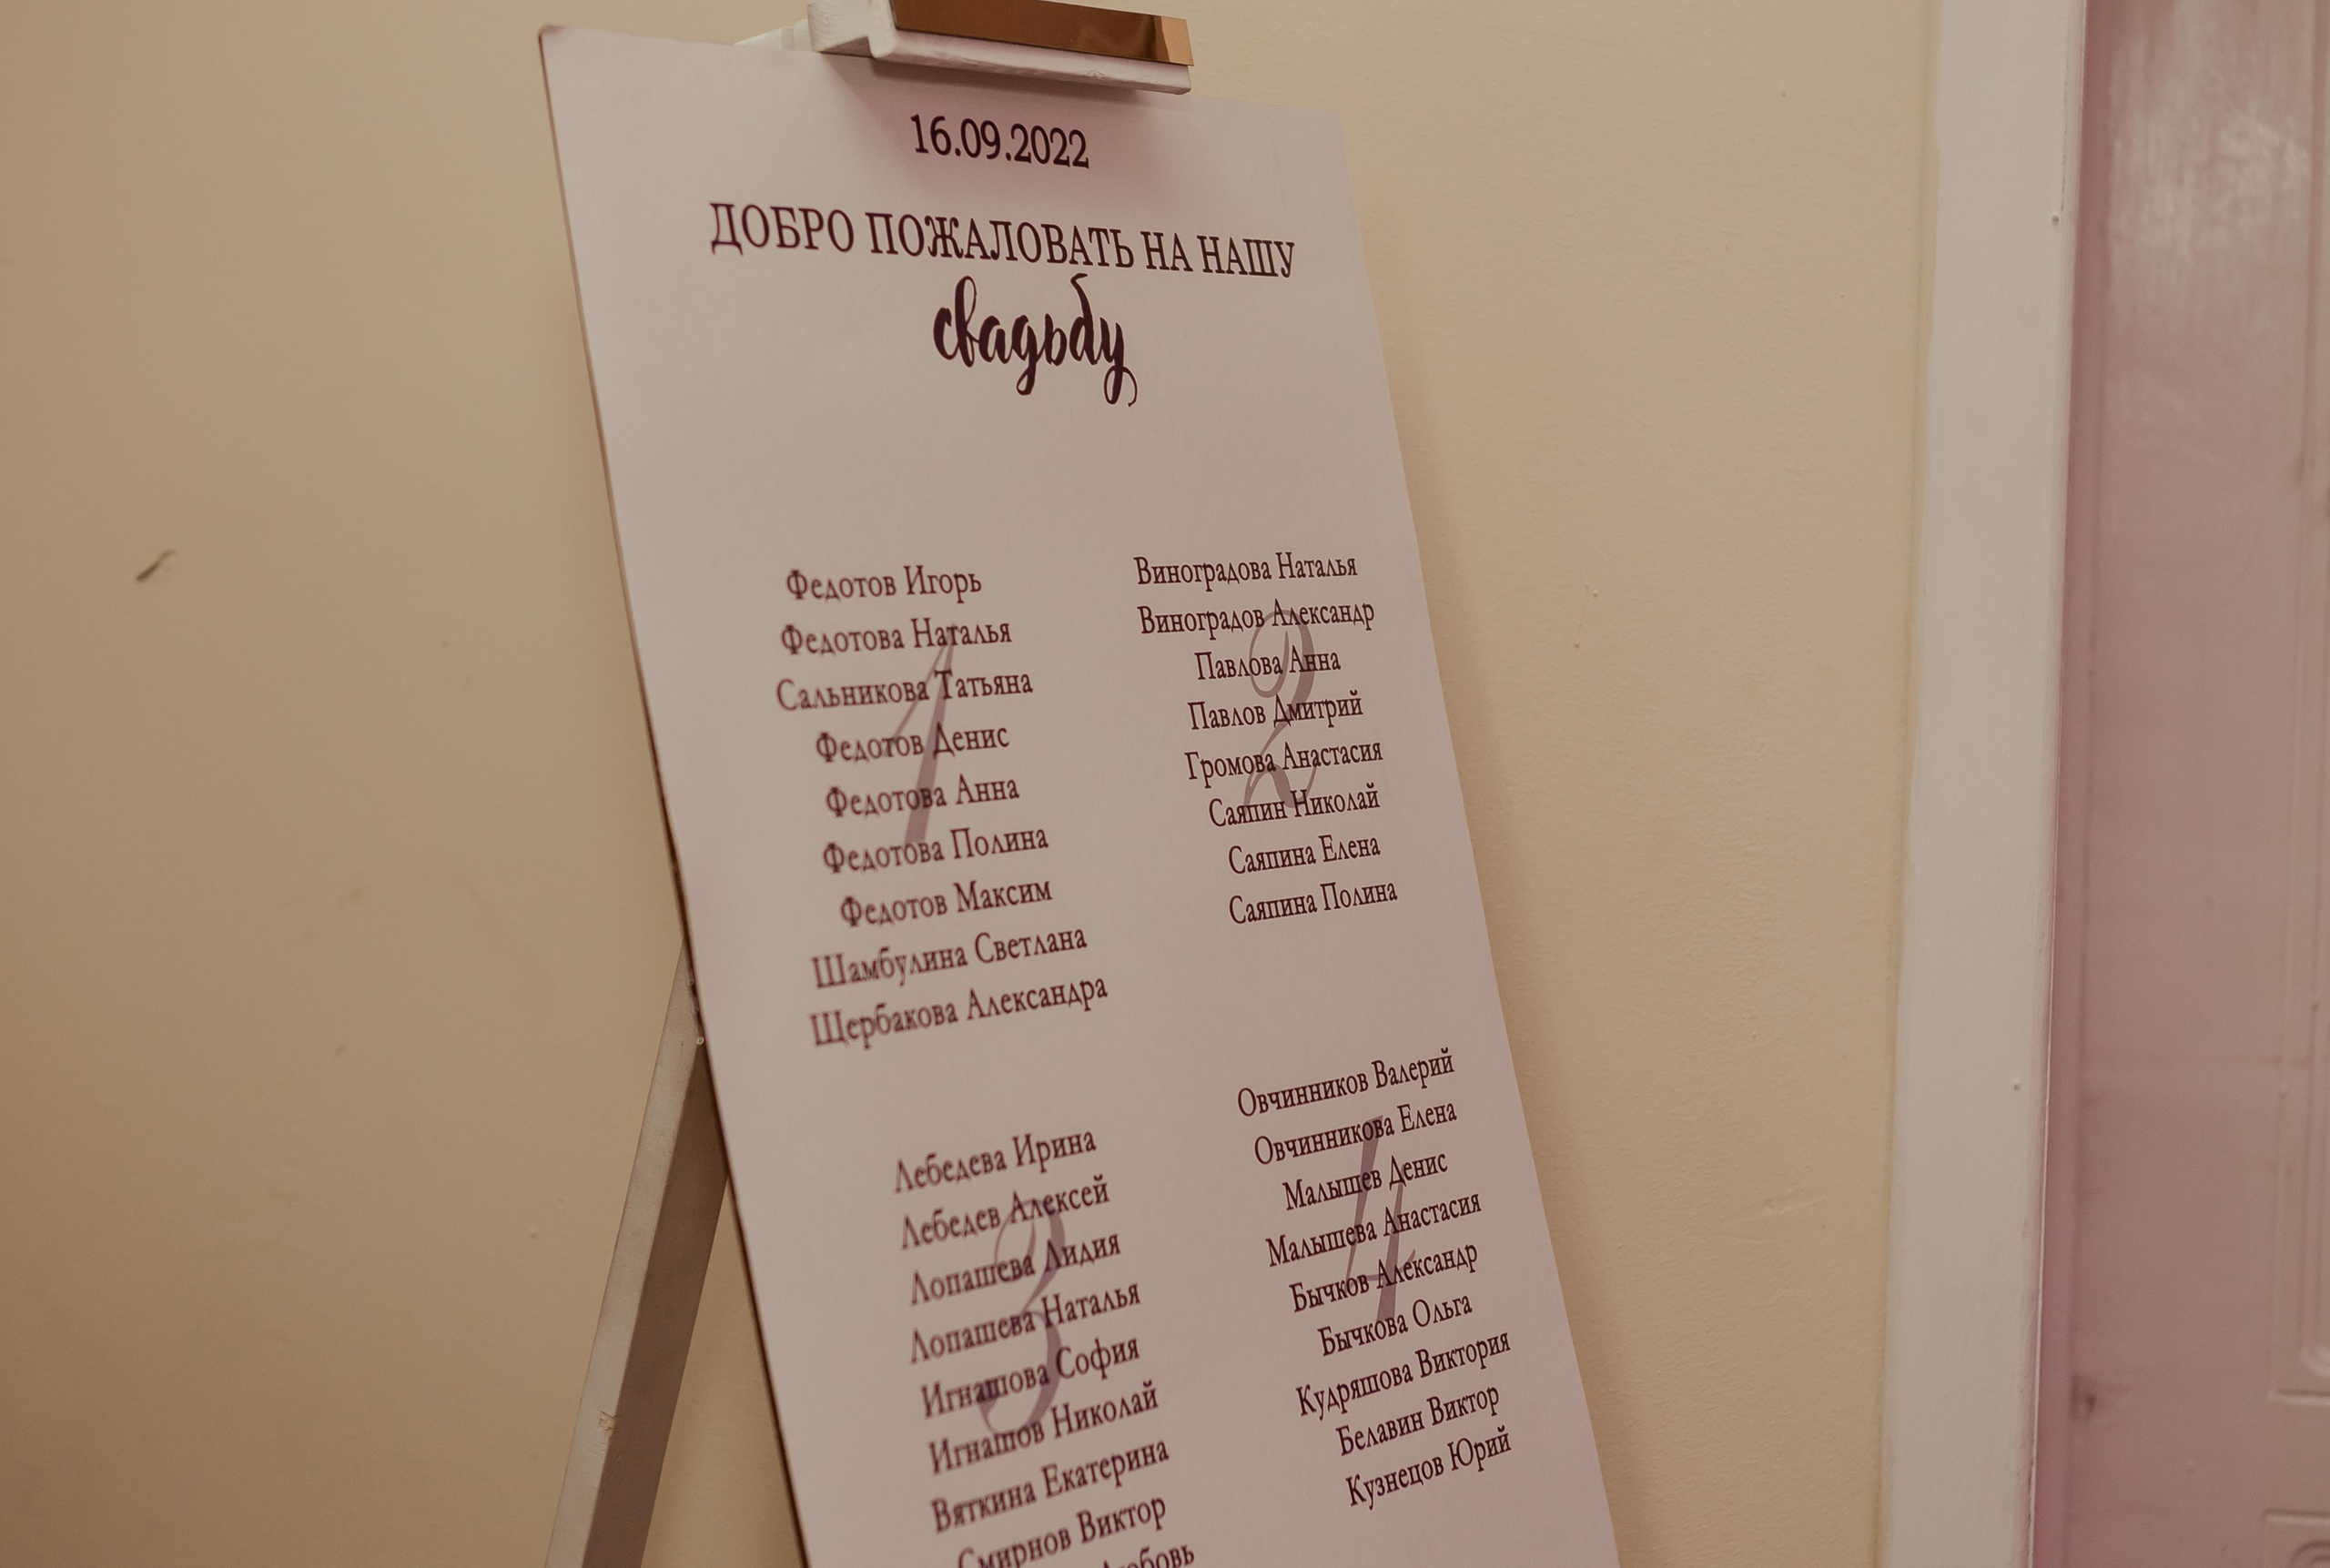 16.09.2022
ДОБРО ПОЖАЛОВАТЬ НА НАШУ
свадьбу
1
Федотов Игорь
Федотова Наталья
Сальникова Татьяна
Федотов Денис
Федотова Анна
Федотова Полина
Федотов Максим
Шамбулина Светлана
Щербакова Александра
2
Виноградова Наталья
Виноградов Александр
Павлова Анна
Павлов Дмитрий
Громова Анастасия
Саяпин Николай
Саяпина Елена
Саяпина Полина
3
Лебедева Ирина
Лебедев Алексей
Лопашева Лидия
Лопашева Наталья
Игнашова София
Игнашов Николай
Вяткина Екатерина
Смирнов Виктор
4
Овчинников Валерий
Овчинникова Елена
Малышев Денис
Малышева Анастасия
Бычков Александр
Бычкова Ольга
Кудряшова Виктория
Белавин Виктор
Кузнецов Юрий